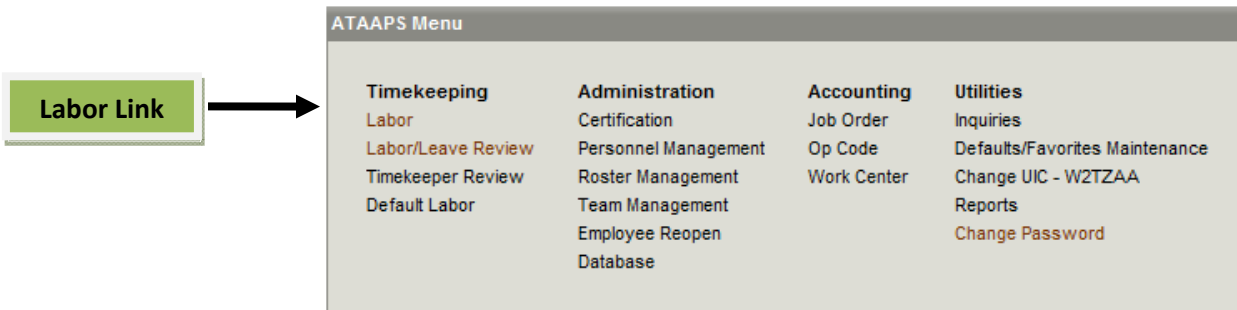 ATAAPS Menu
Labor Link
Timekeeping Administration Accounting Utilities
Labor Certification Job Order Inquiries
Labor/Leave Review Personnel Management Op Code Defaults/Favorites Maintenance
Timekeeper Review Roster Management Work Center Change UIC - W2TZAA
Default Labor Team Management Reports
Employee Reopen Change Password
Database